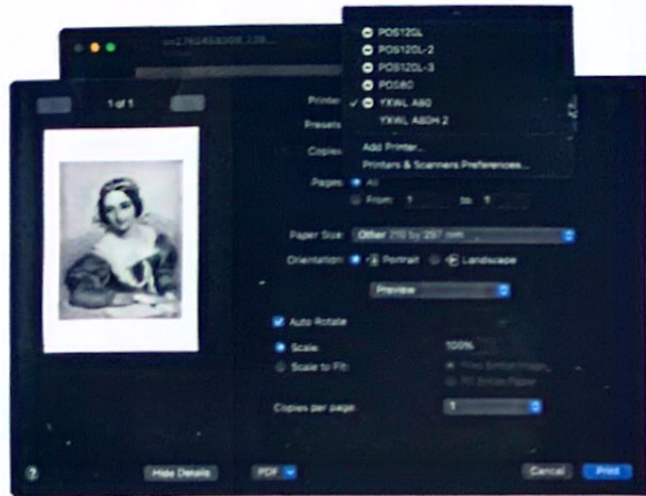 POS120L
POS120L-2
POS120L-3
POS80
YXWL A80
YXWL A80H 2
Add Printer...
Printers & Scanners Preferences...
1 of 1
Printer:
Presets:
Copies:
Pages: All
From: 1 to: 1
Paper Size: Other 210 by 297 mm
Orientation: Portrait Landscape
Preview
Auto Rotate
Scale: 100%
Scale to Fit:
Copies per page: 1
? Hide Details PDF Cancel Print